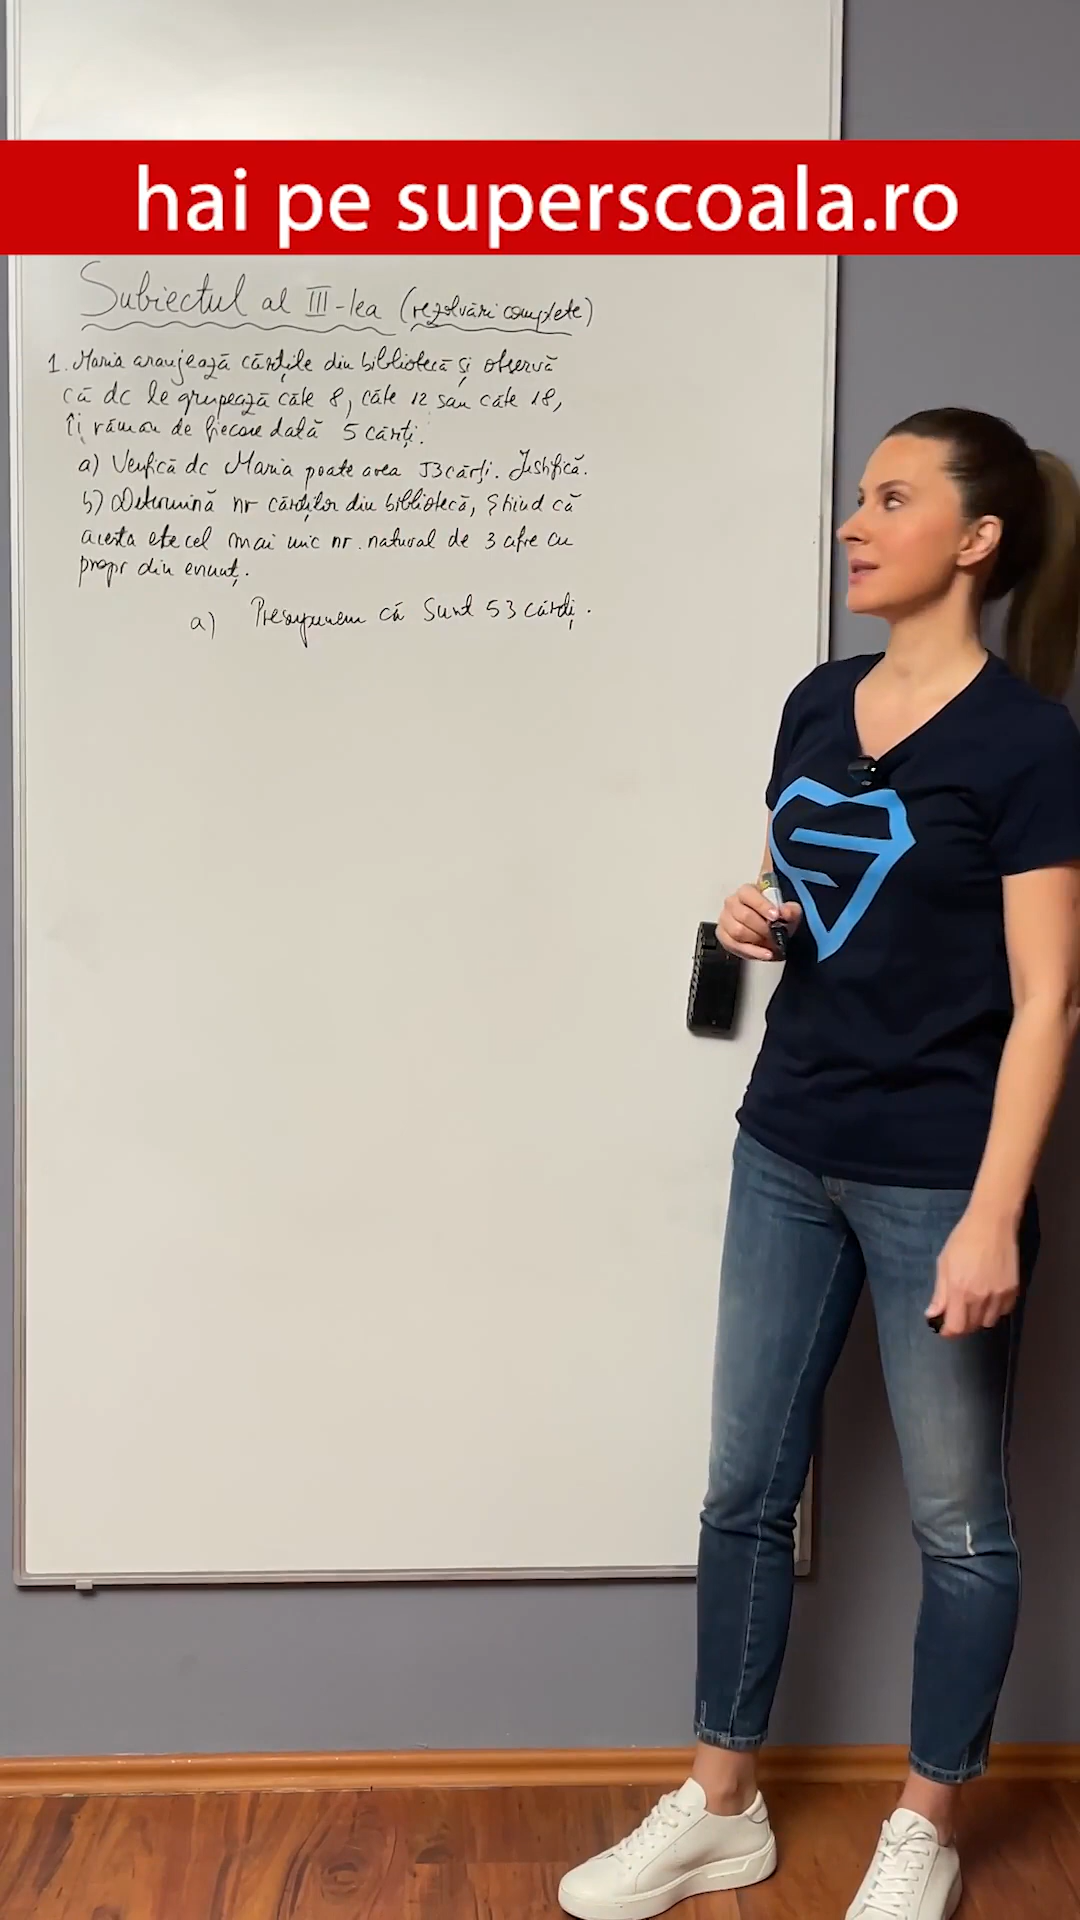 hai pe superscoala.ro
Subiectul al III-lea (rezolvări complete)
1. Maria aranjează cărțile din bibliotecă și observă
că dc le grupează câte 8, câte 12 sau câte 18,
îi rămân de fiecare dată 5 cărți.
a) Verifică dc Maria poate avea 53 cărți. Justifică.
b) Determină nr cărților din bibliotecă, știind că
acesta este cel mai mic nr. natural de 3 cifre cu
propr din enunț.
a) Presupunem că sunt 53 cărți.